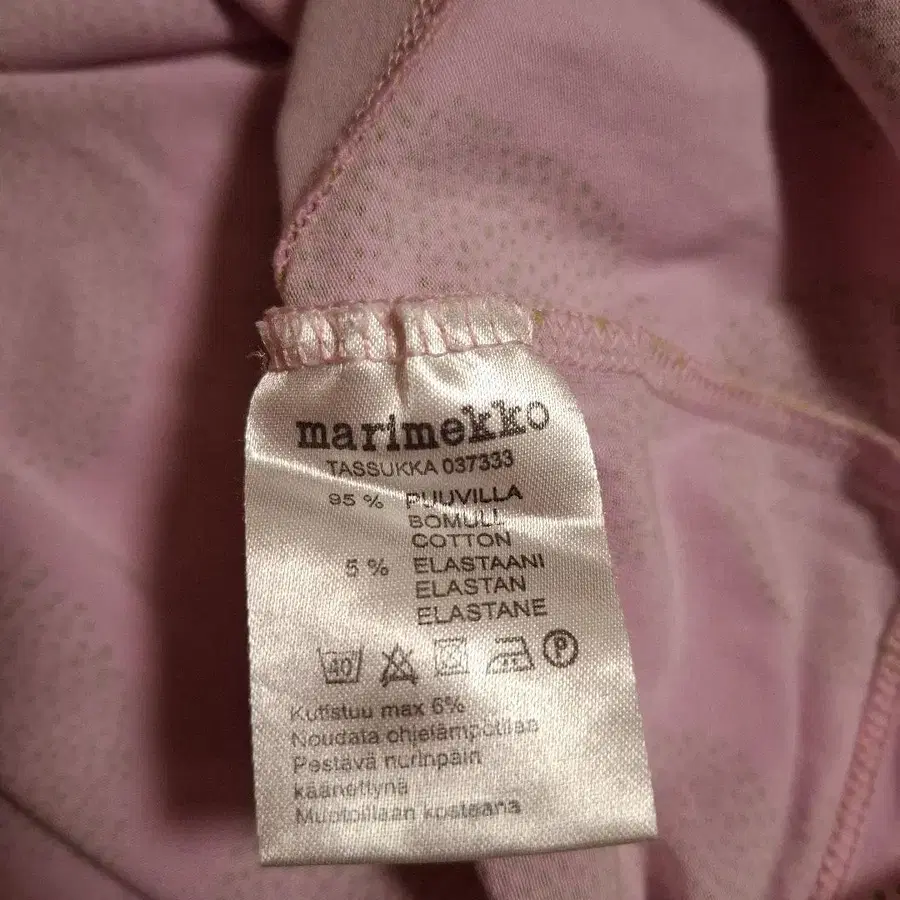 marimekko
TASSUKKA 037333
95 % PUUVILLA
BOMULL
COTTON
5 % ELASTAANI
ELASTAN
ELASTANE
40 P
Kutistuu max 6%
Noudata ohjelämpötilaa
Pestävä nurinpäin
käänettynä
Muotoillaan kosteana